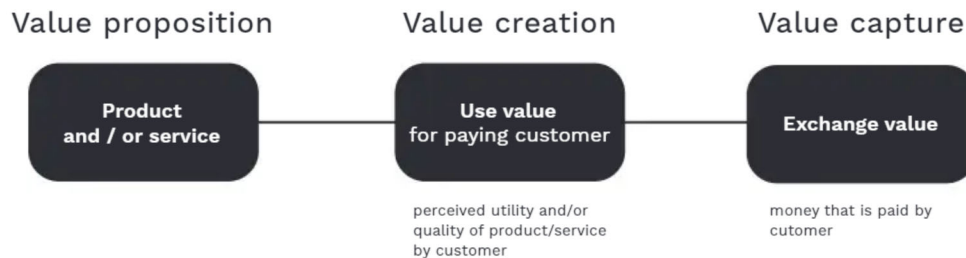 Value proposition
Value creation
Value capture
Product
and / or service
Use value
for paying customer
Exchange value
perceived utility and/or
quality of product/service
by customer
money that is paid by
cutomer